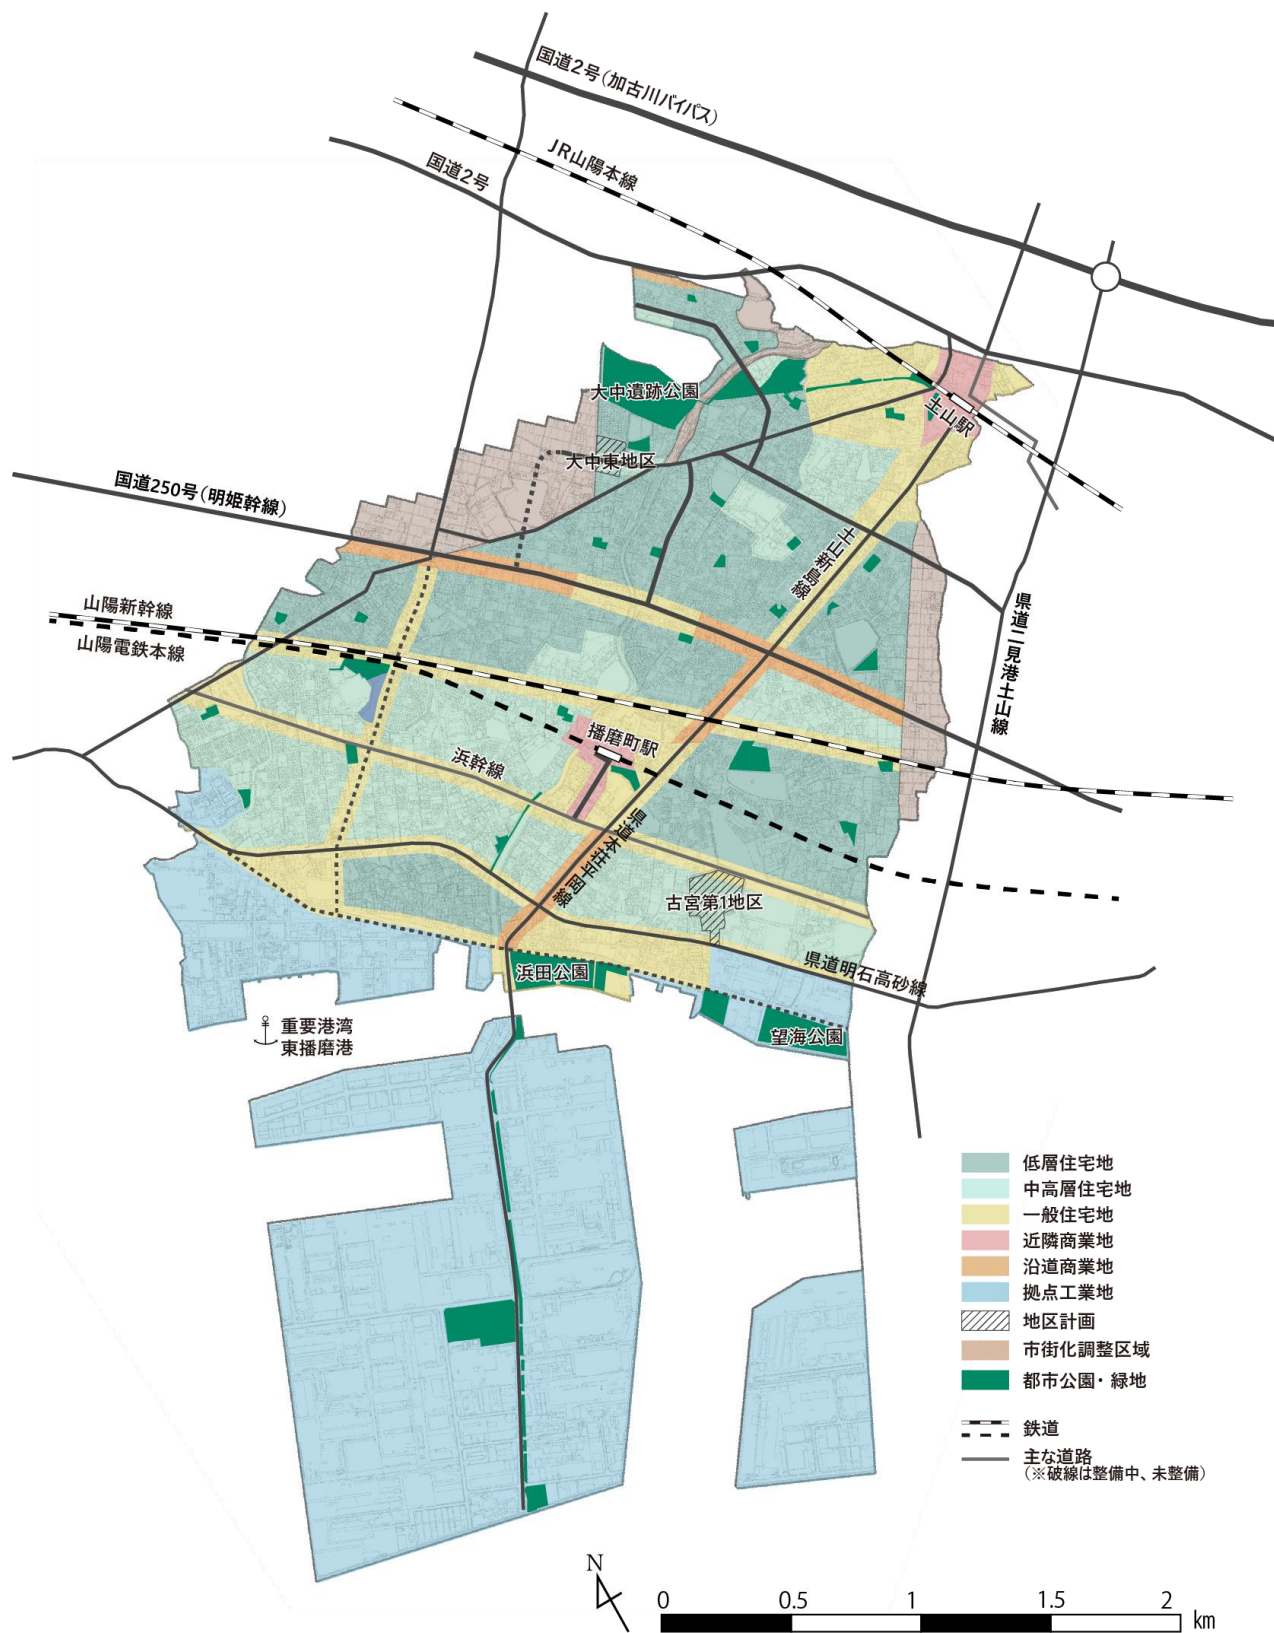 国道2号(加古川バイパス)
JR山陽本線
国道2号
大中遺跡公園
土山駅
大中東地区
国道250号(明姫幹線)
土山新島線
山陽新幹線
山陽電鉄本線
県道二見港土山線
播磨町駅
浜幹線
県道本荘平岡線
古宮第1地区
浜田公園
県道明石高砂線
重要港湾
東播磨港
望海公園
低層住宅地
中高層住宅地
一般住宅地
近隣商業地
沿道商業地
拠点工業地
地区計画
市街化調整区域
都市公園・緑地
鉄道
主な道路
(※破線は整備中、未整備)
N
0 0.5 1 1.5 2
km